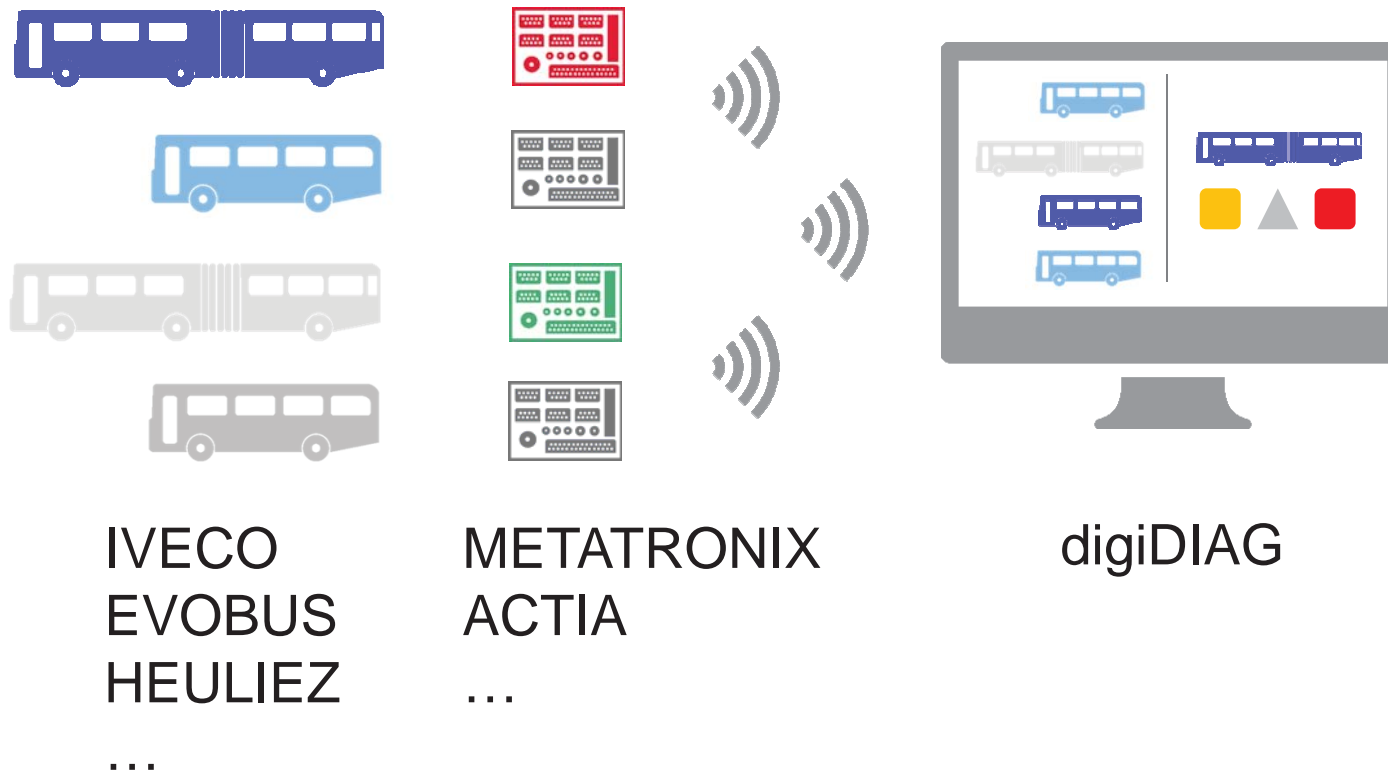 IVECO
EVOBUS
HEULIEZ
…
METATRONIX
ACTIA
…
digiDIAG